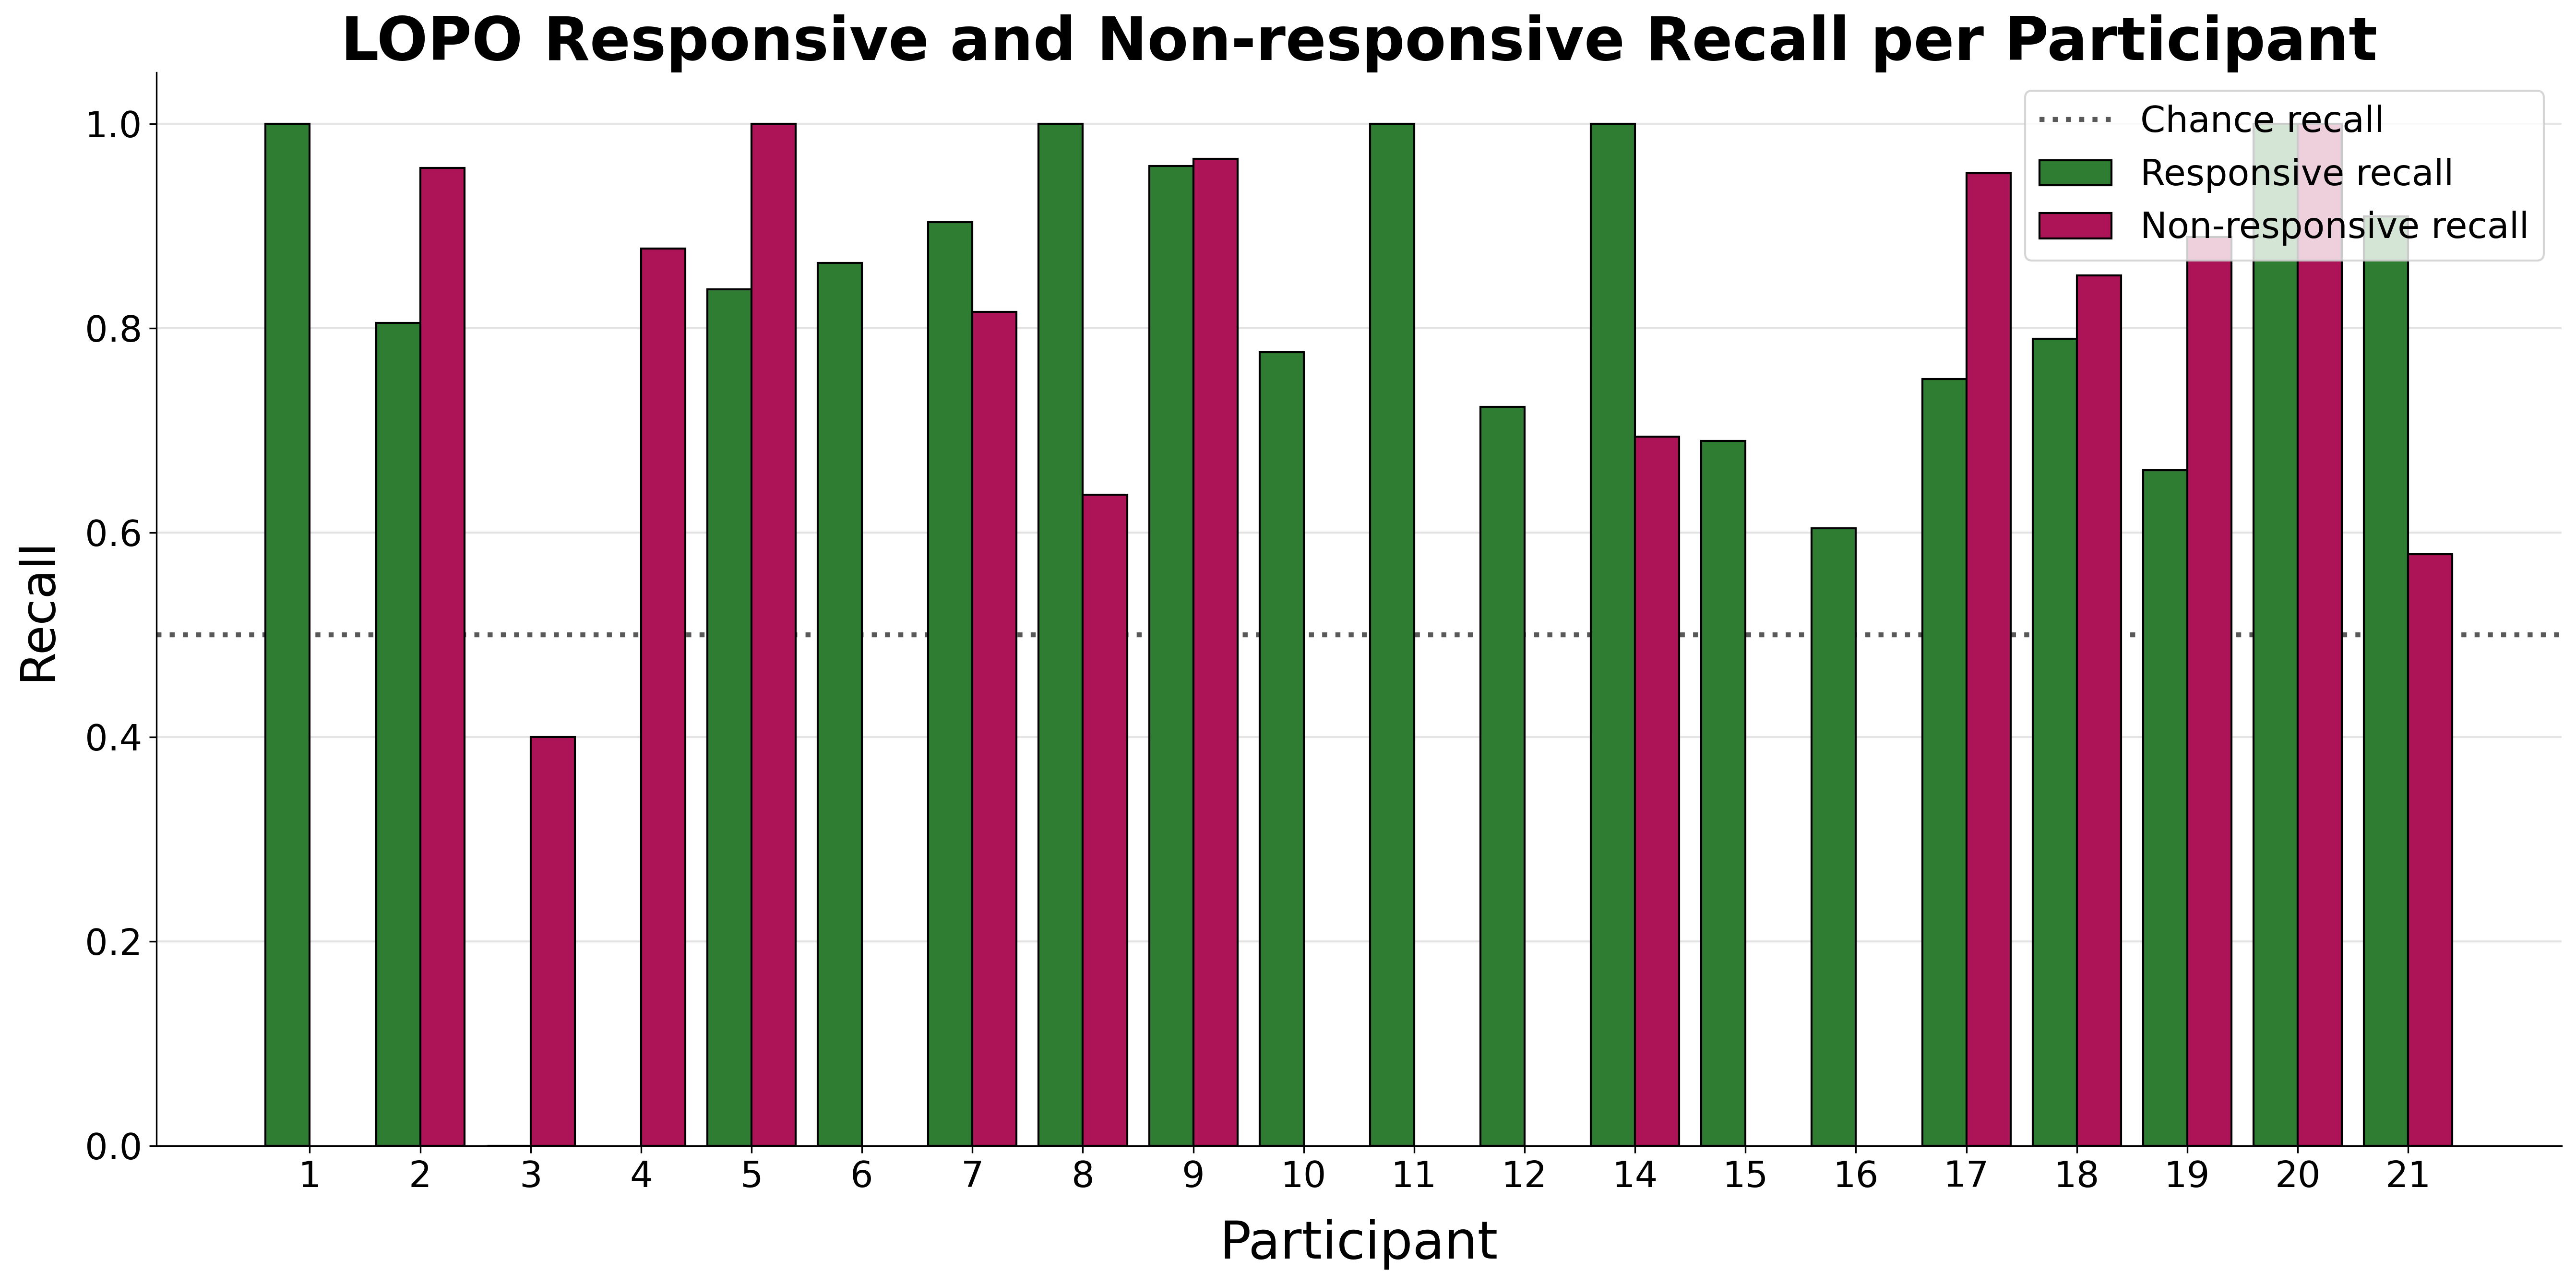 LOPO Responsive and Non-responsive Recall per Participant
Chance recall
Responsive recall
Non-responsive recall
Recall
1.0
0.8
0.6
0.4
0.2
0.0
1 2 3 4 5 6 7 8 9 10 11 12 14 15 16 17 18 19 20 21
Participant